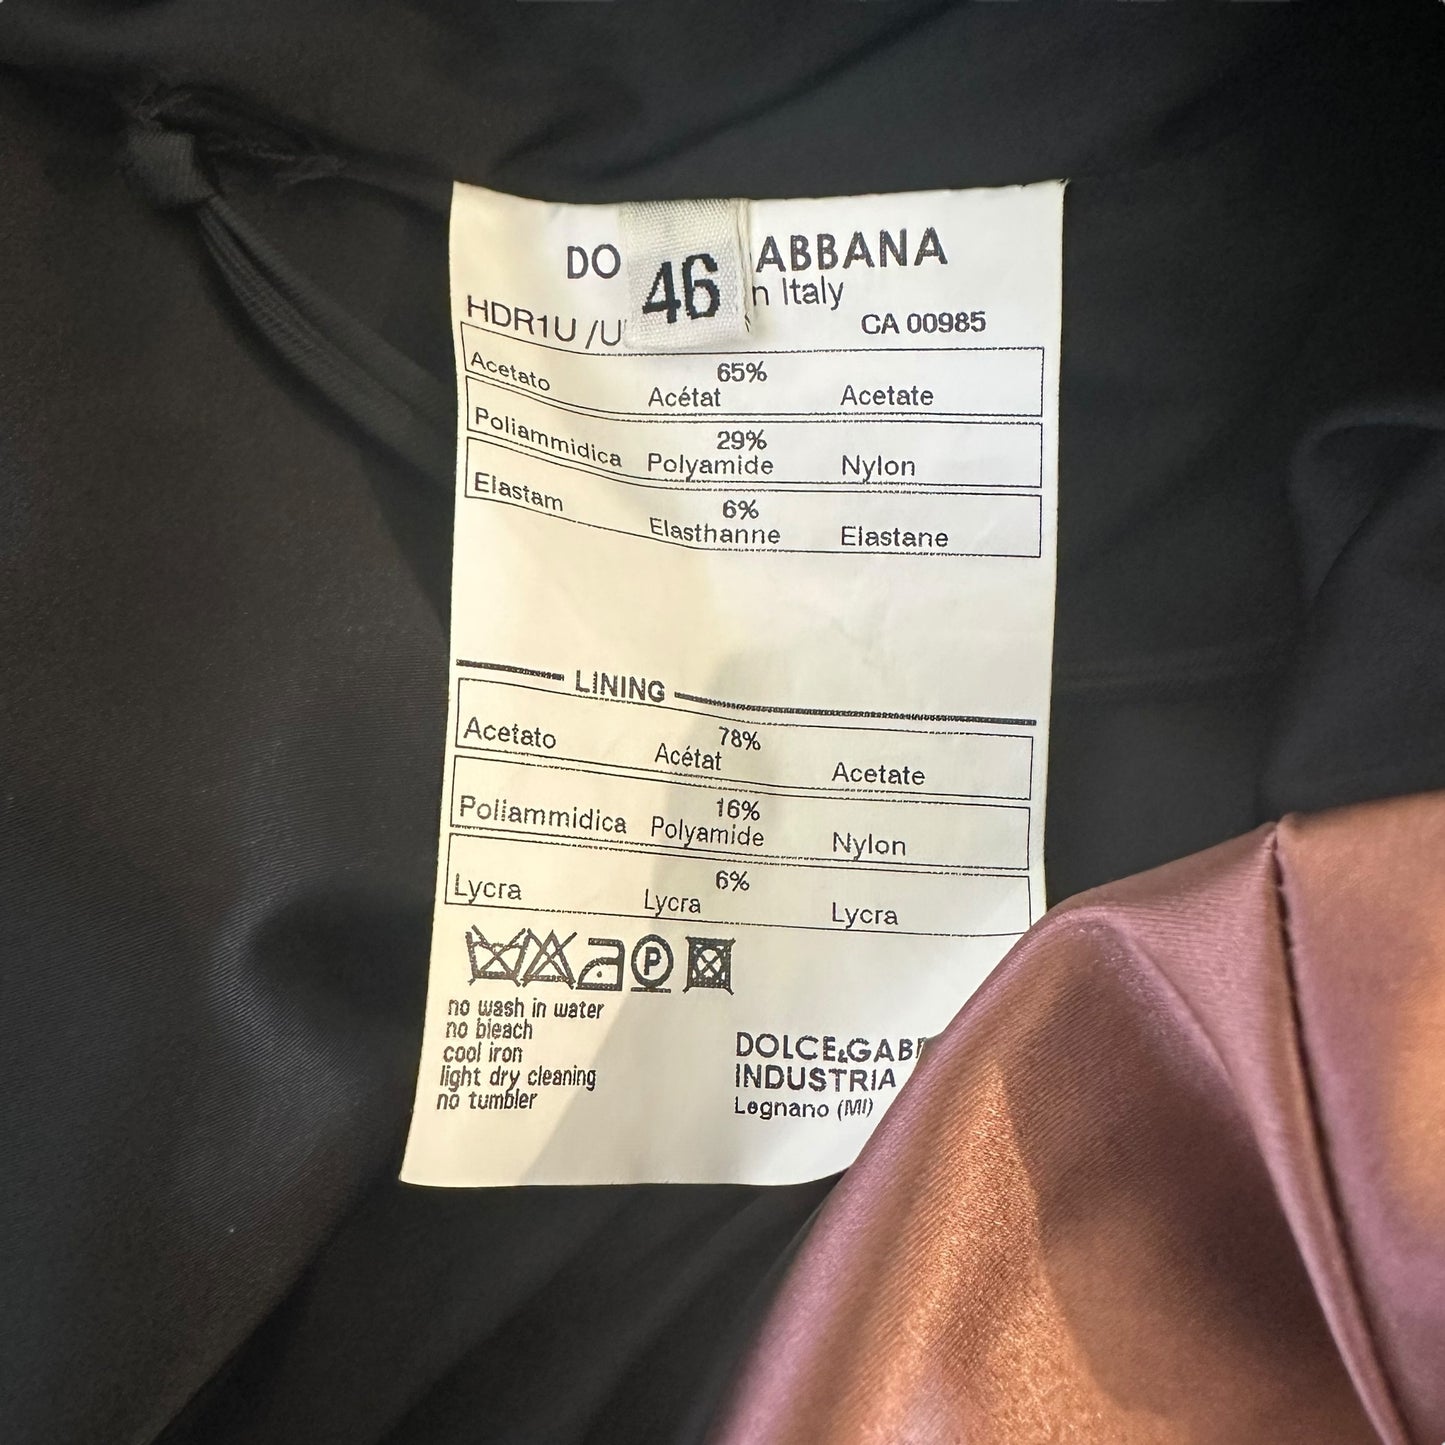 DO ABBANA
46
n Italy
HDR1U /U
CA 00985
65%
Acetato Acétat Acetate
29%
Poliammidica Polyamide Nylon
6%
Elastam Elasthanne Elastane
LINING
78%
Acetato Acétat Acetate
16%
Poliammidica Polyamide Nylon
6%
Lycra Lycra Lycra
P
no wash in water
no bleach
cool iron
light dry cleaning
no tumbler
DOLCE&GAB
INDUSTRIA
Legnano (MI)